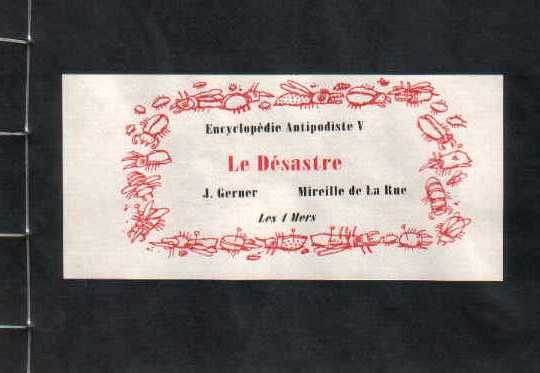 Encyclopédie Antipodiste V
Le Désastre
J. Gerner Mireille de La Rue
Les 4 Mers